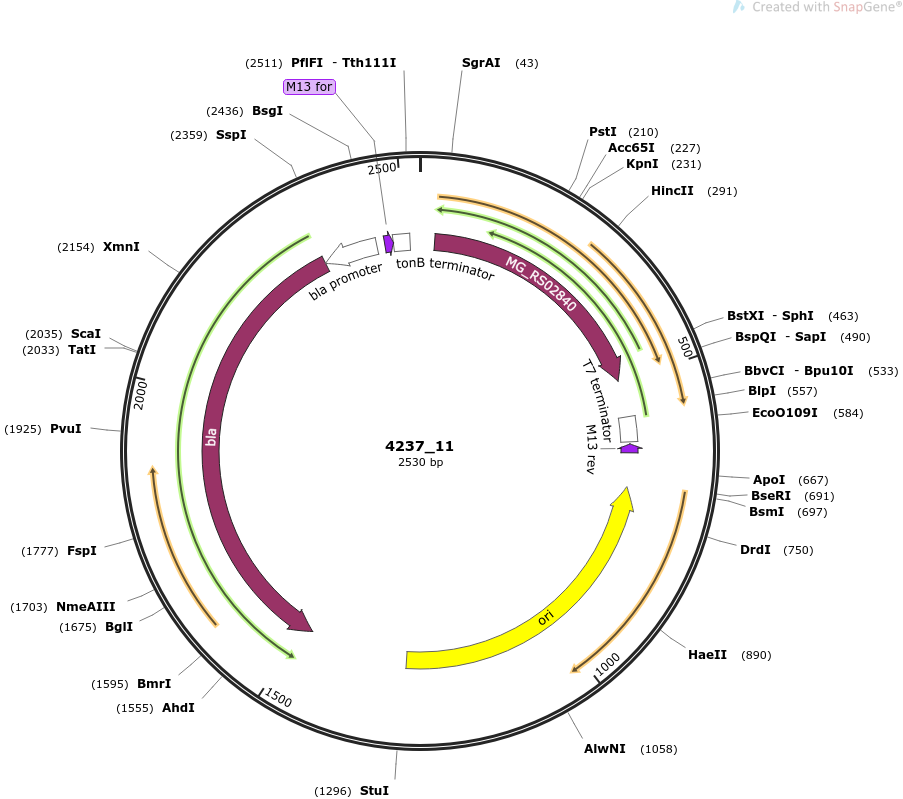 Created with SnapGene®
(2511) PflFI - Tth111I
SgrAI (43)
M13 for
(2436) BsgI
(2359) SspI
PstI (210)
Acc65I (227)
KpnI (231)
HincII (291)
2500
(2154) XmnI
bla promoter
tonB terminator
MG_RS02840
BstXI - SphI (463)
BspQI - SapI (490)
500
(2035) ScaI
(2033) TatI
BbvCI - Bpu10I (533)
BlpI (557)
EcoO109I (584)
2000
T7 terminator
M13 rev
(1925) PvuI
bla
4237_11
2530 bp
ApoI (667)
BseRI (691)
BsmI (697)
DrdI (750)
(1777) FspI
(1703) NmeAIII
(1675) BglI
ori
HaeII (890)
1000
(1595) BmrI
(1555) AhdI
1500
AlwNI (1058)
(1296) StuI